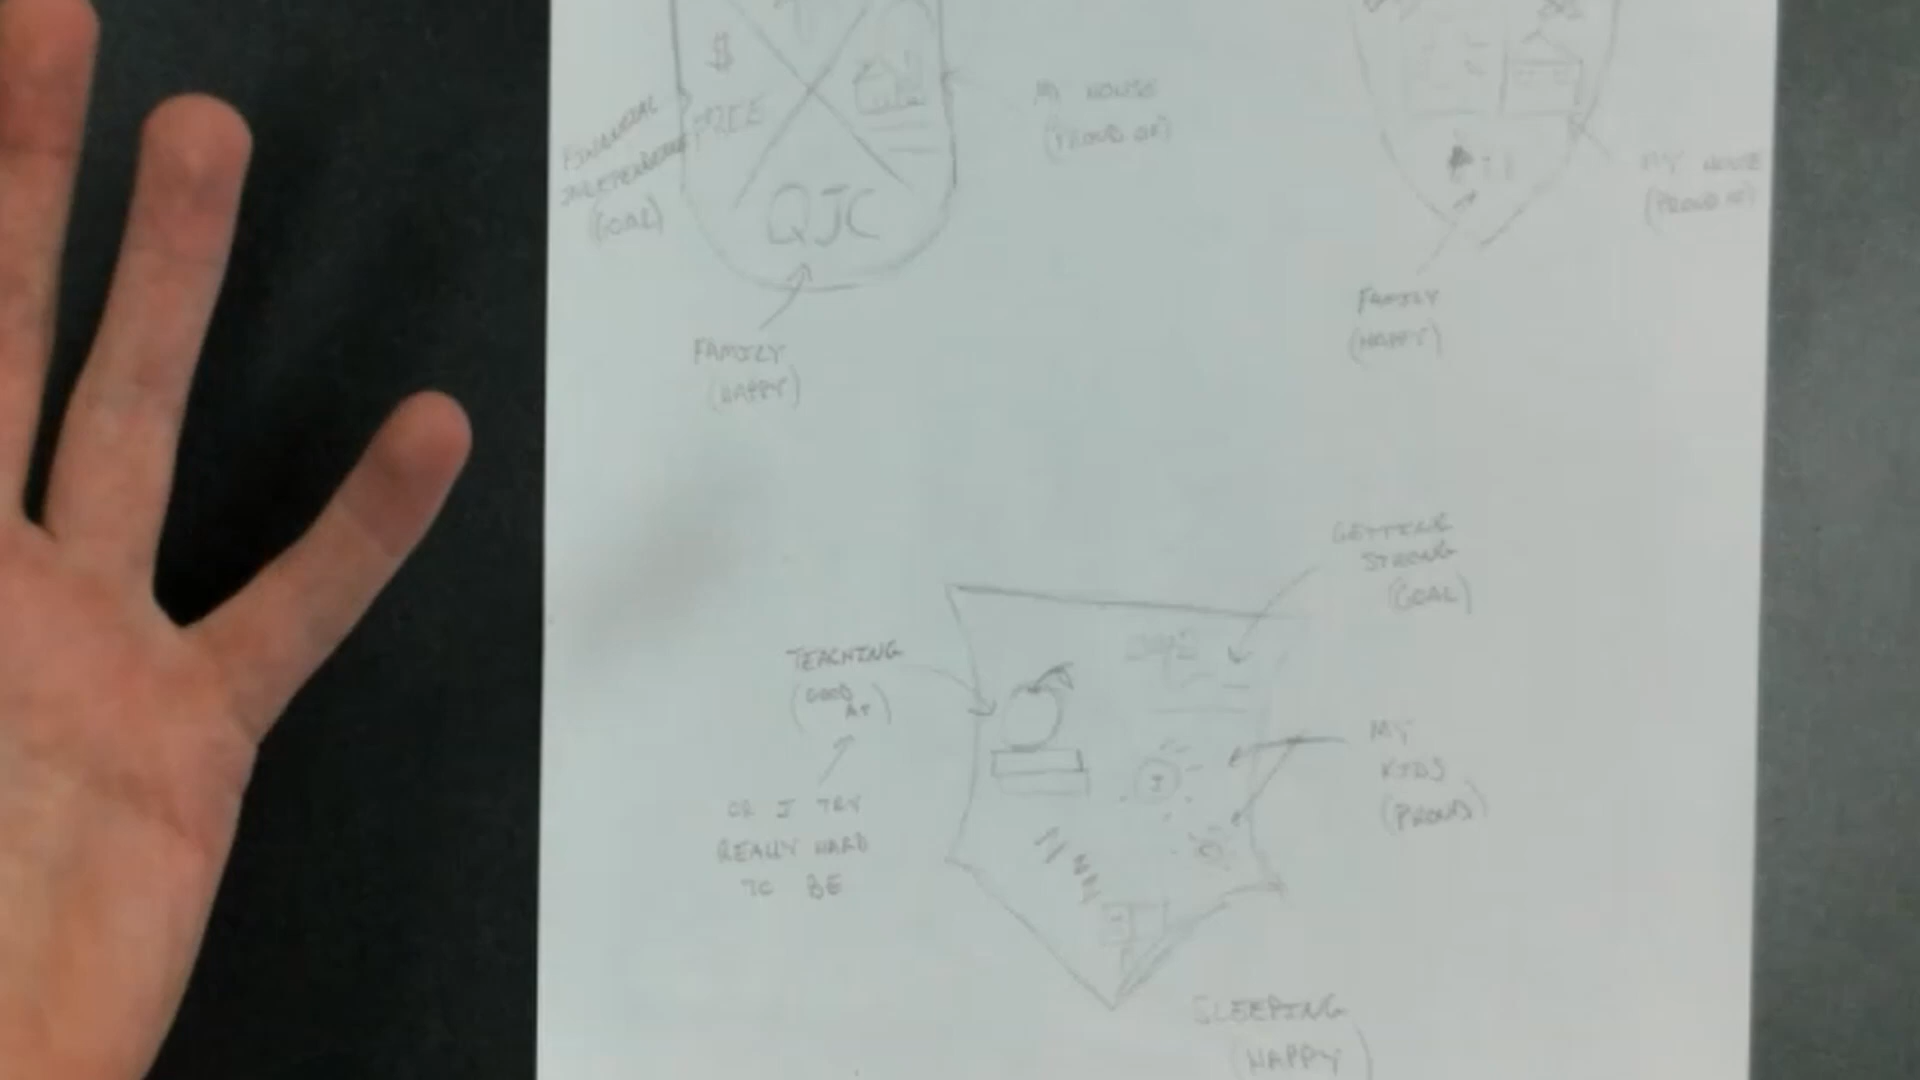 $
FREE
FINANCIAL
INDEPENDENCE
(GOAL)
MY HOUSE
(PROUD OF)
QJC
FAMILY
(HAPPY)
MY HOUSE
(PROUD OF)
FAMILY
(HAPPY)
GETTING
STRONG
(GOAL)
TEACHING
(GOOD
AT)
OR I TRY
REALLY HARD
TO BE
J
MY
KIDS
(PROUD)
SLEEPING
(HAPPY